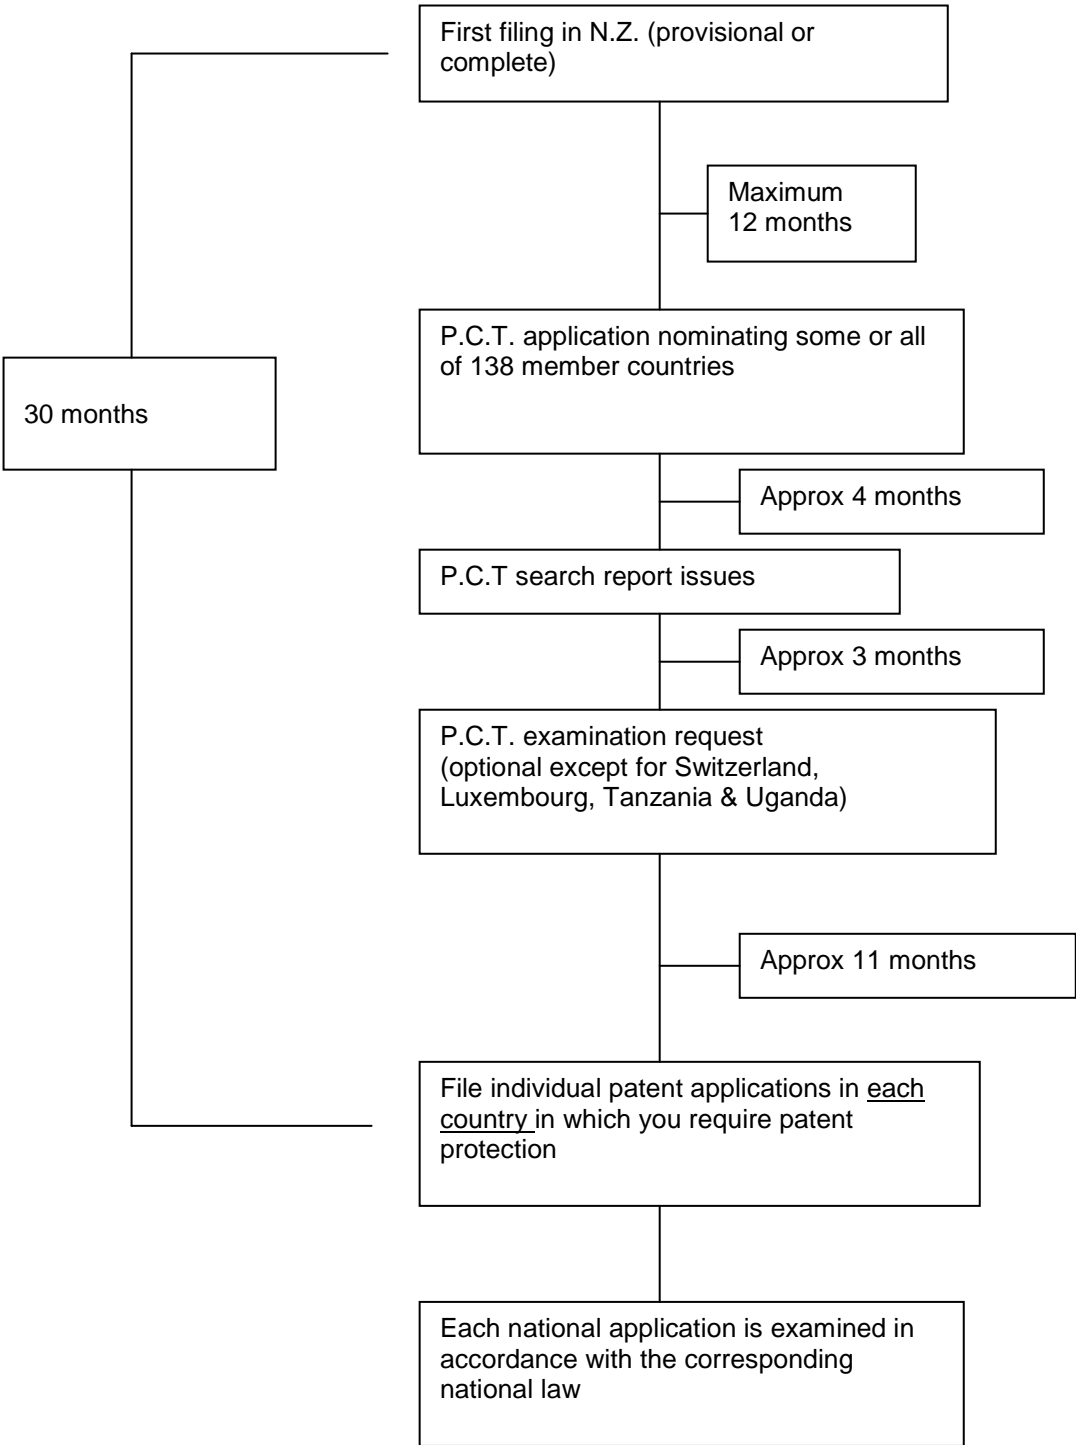 First filing in N.Z. (provisional or
complete)
Maximum
12 months
P.C.T. application nominating some or all
of 138 member countries
30 months
Approx 4 months
P.C.T search report issues
Approx 3 months
P.C.T. examination request
(optional except for Switzerland,
Luxembourg, Tanzania & Uganda)
Approx 11 months
File individual patent applications in each
country in which you require patent
protection
Each national application is examined in
accordance with the corresponding
national law